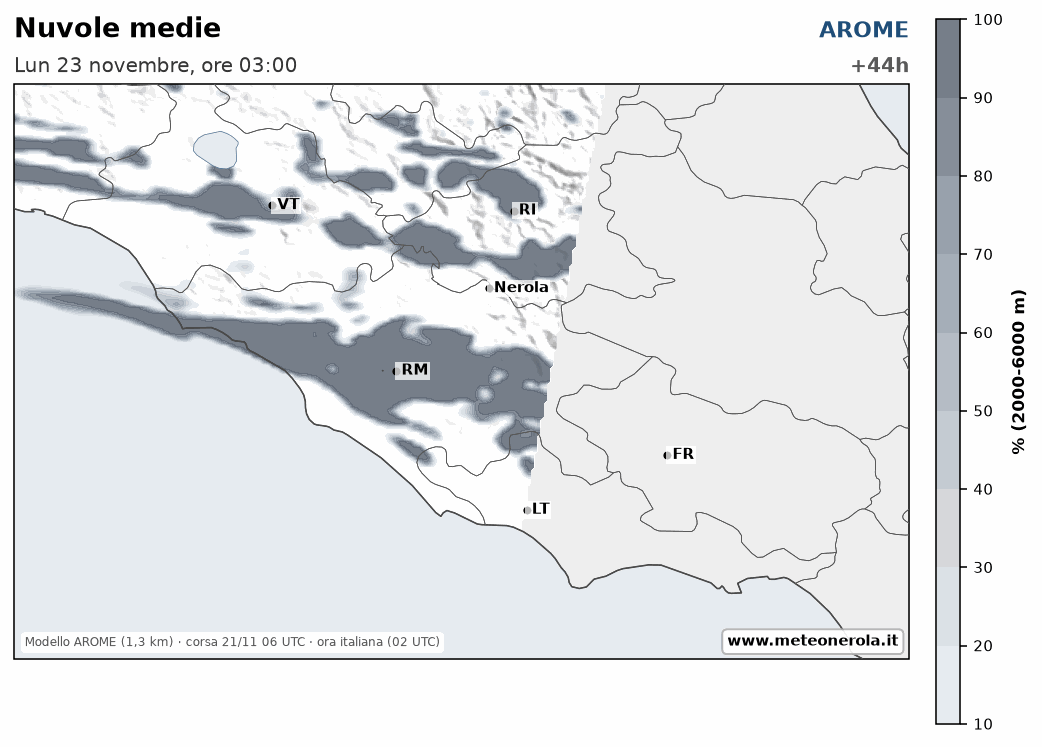 Nuvole medie
AROME
Lun 23 novembre, ore 03:00
+44h
VT
RI
Nerola
RM
FR
LT
Modello AROME (1,3 km) · corsa 21/11 06 UTC · ora italiana (02 UTC)
www.meteonerola.it
100
90
80
70
60
50
40
30
20
10
% (2000-6000 m)